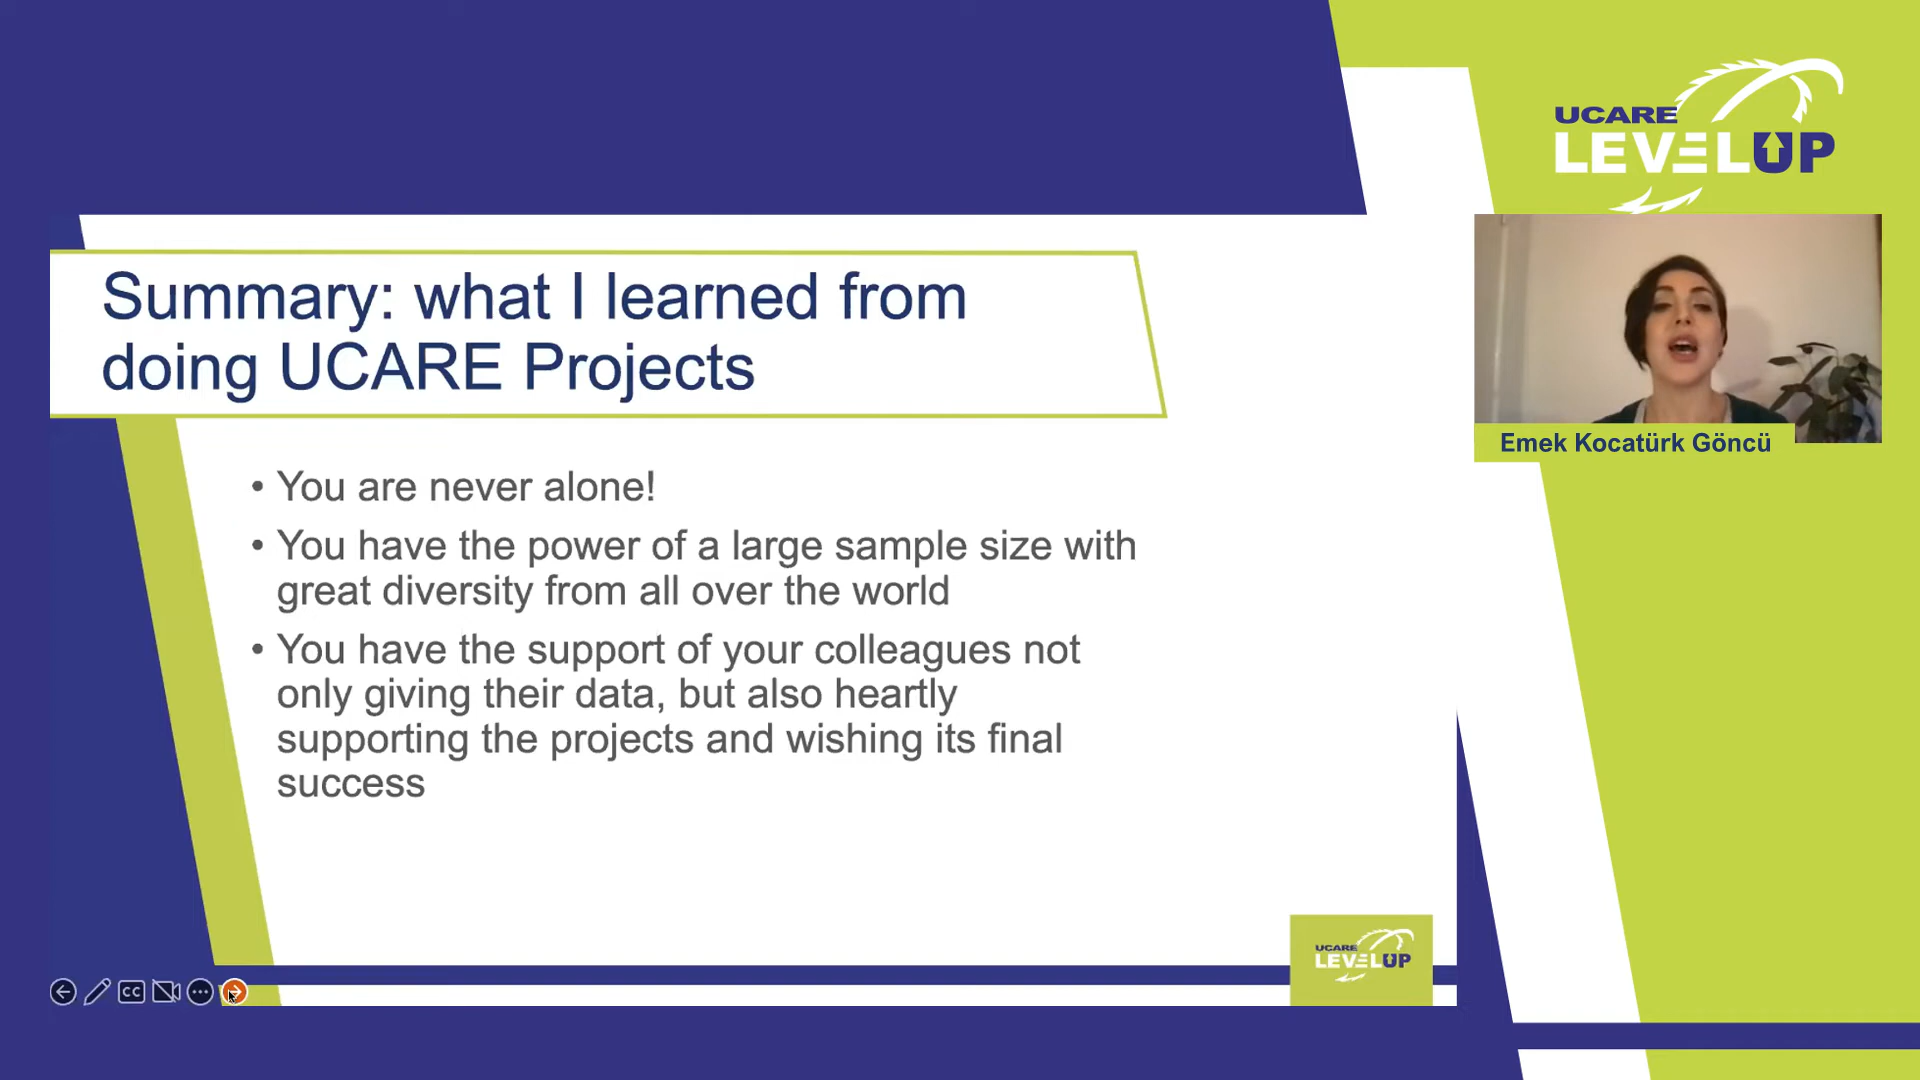 UCARE
LEVELUP
Summary: what I learned from
doing UCARE Projects
Emek Kocatürk Göncü
• You are never alone!
• You have the power of a large sample size with
great diversity from all over the world
• You have the support of your colleagues not
only giving their data, but also heartly
supporting the projects and wishing its final
success
UCARE
LEVELUP
CC